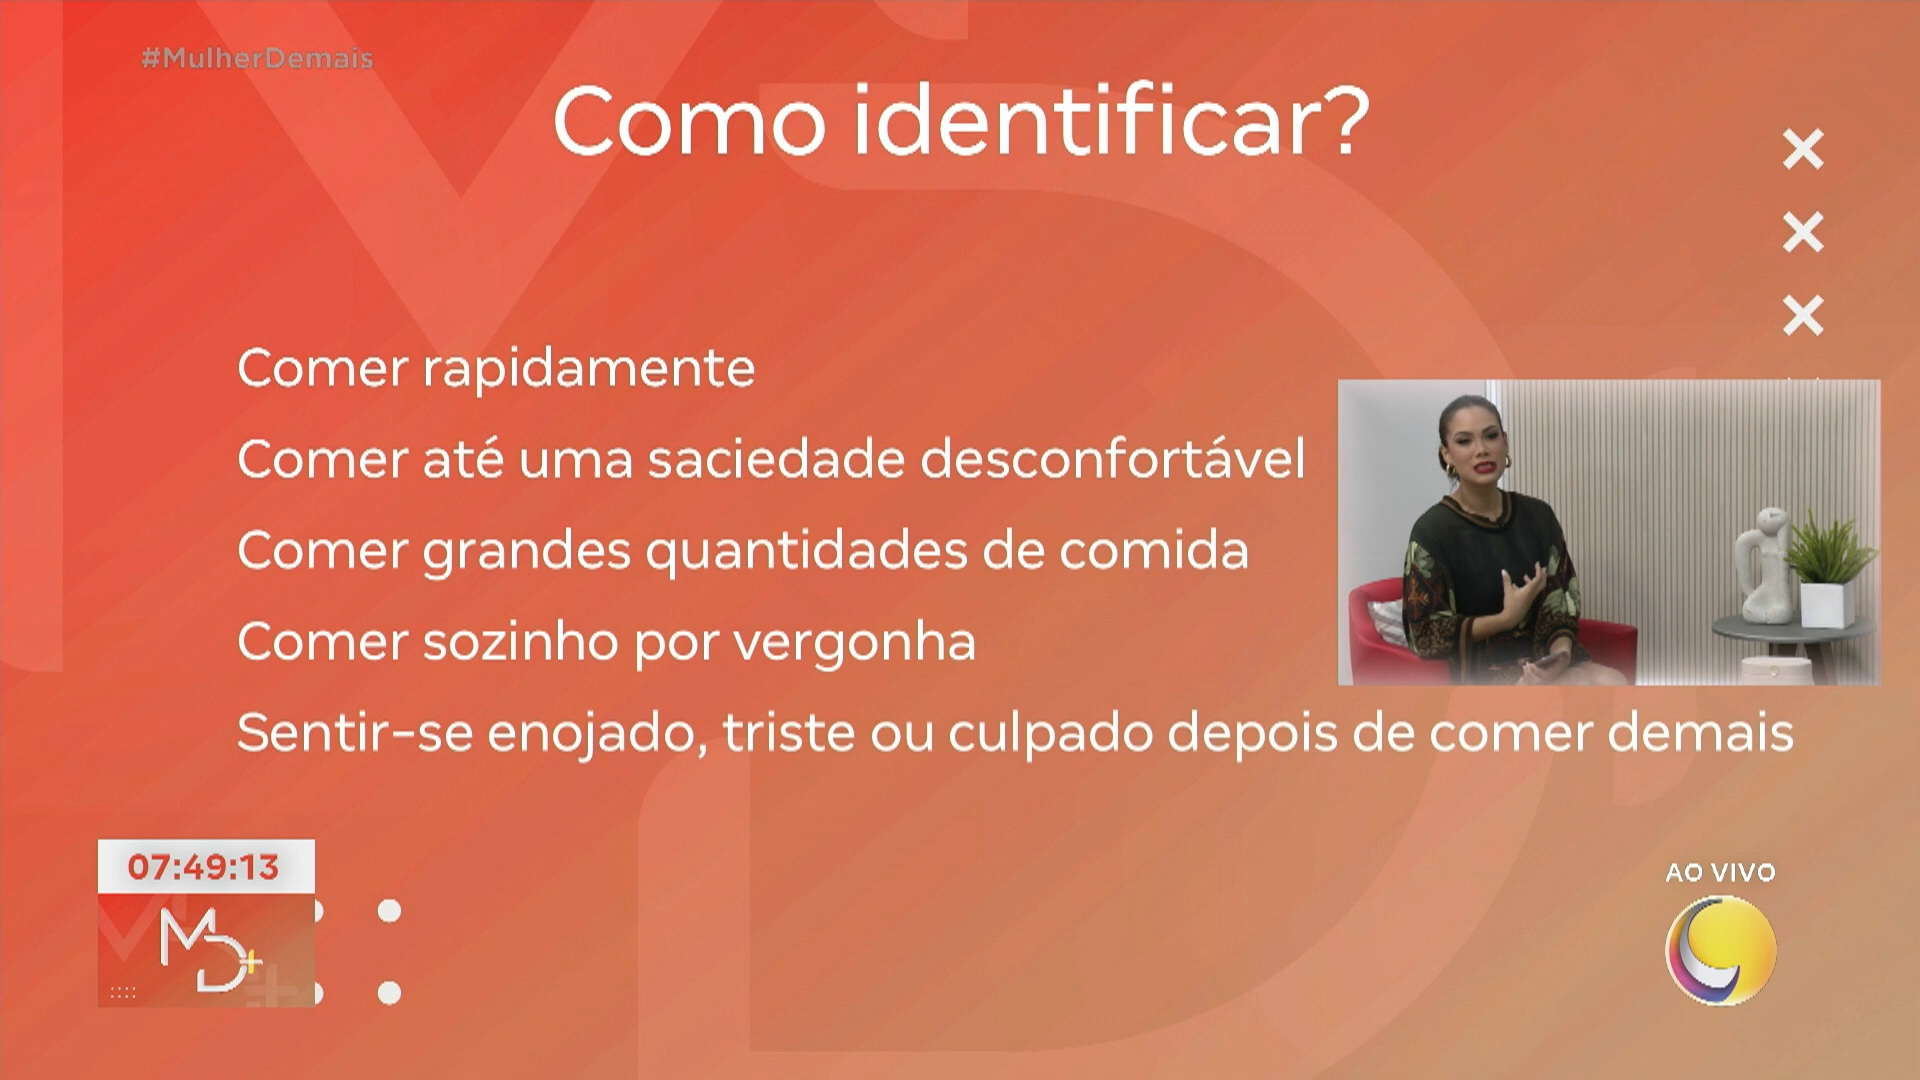 #MulherDemais
Como identificar?
Comer rapidamente
Comer até uma saciedade desconfortável
Comer grandes quantidades de comida
Comer sozinho por vergonha
Sentir-se enojado, triste ou culpado depois de comer demais
07:49:13
MD+
AO VIVO